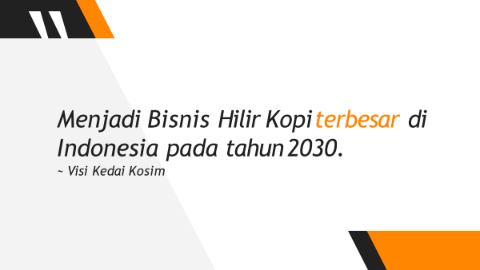 Menjadi Bisnis Hilir Kopi terbesar di
Indonesia pada tahun 2030.
~ Visi Kedai Kosim